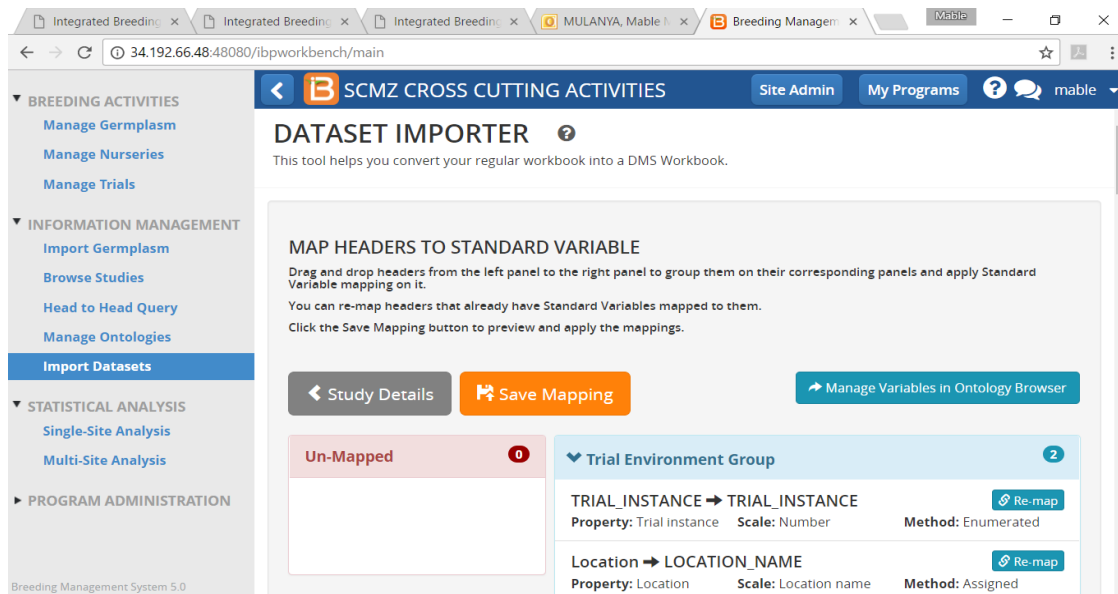 Integrated Breeding
Integrated Breeding
Integrated Breeding
MULANYA, Mable N
Breeding Managem
Mable
34.192.66.48:48080/ibpworkbench/main
BREEDING ACTIVITIES
Manage Germplasm
Manage Nurseries
Manage Trials
INFORMATION MANAGEMENT
Import Germplasm
Browse Studies
Head to Head Query
Manage Ontologies
Import Datasets
STATISTICAL ANALYSIS
Single-Site Analysis
Multi-Site Analysis
PROGRAM ADMINISTRATION
Breeding Management System 5.0
SCMZ CROSS CUTTING ACTIVITIES
Site Admin
My Programs
mable
DATASET IMPORTER
This tool helps you convert your regular workbook into a DMS Workbook.
MAP HEADERS TO STANDARD VARIABLE
Drag and drop headers from the left panel to the right panel to group them on their corresponding panels and apply Standard
Variable mapping on it.
You can re-map headers that already have Standard Variables mapped to them.
Click the Save Mapping button to preview and apply the mappings.
Study Details
Save Mapping
Manage Variables in Ontology Browser
Un-Mapped 0
Trial Environment Group 2
TRIAL_INSTANCE → TRIAL_INSTANCE Re-map
Property: Trial instance Scale: Number Method: Enumerated
Location → LOCATION_NAME Re-map
Property: Location Scale: Location name Method: Assigned